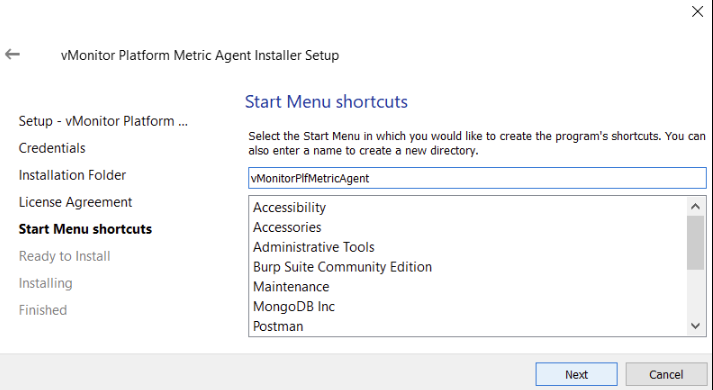 vMonitor Platform Metric Agent Installer Setup
Setup - vMonitor Platform ...
Credentials
Installation Folder
License Agreement
Start Menu shortcuts
Ready to Install
Installing
Finished
Start Menu shortcuts
Select the Start Menu in which you would like to create the program's shortcuts. You can
also enter a name to create a new directory.
vMonitorPlfMetricAgent
Accessibility
Accessories
Administrative Tools
Burp Suite Community Edition
Maintenance
MongoDB Inc
Postman
Next
Cancel